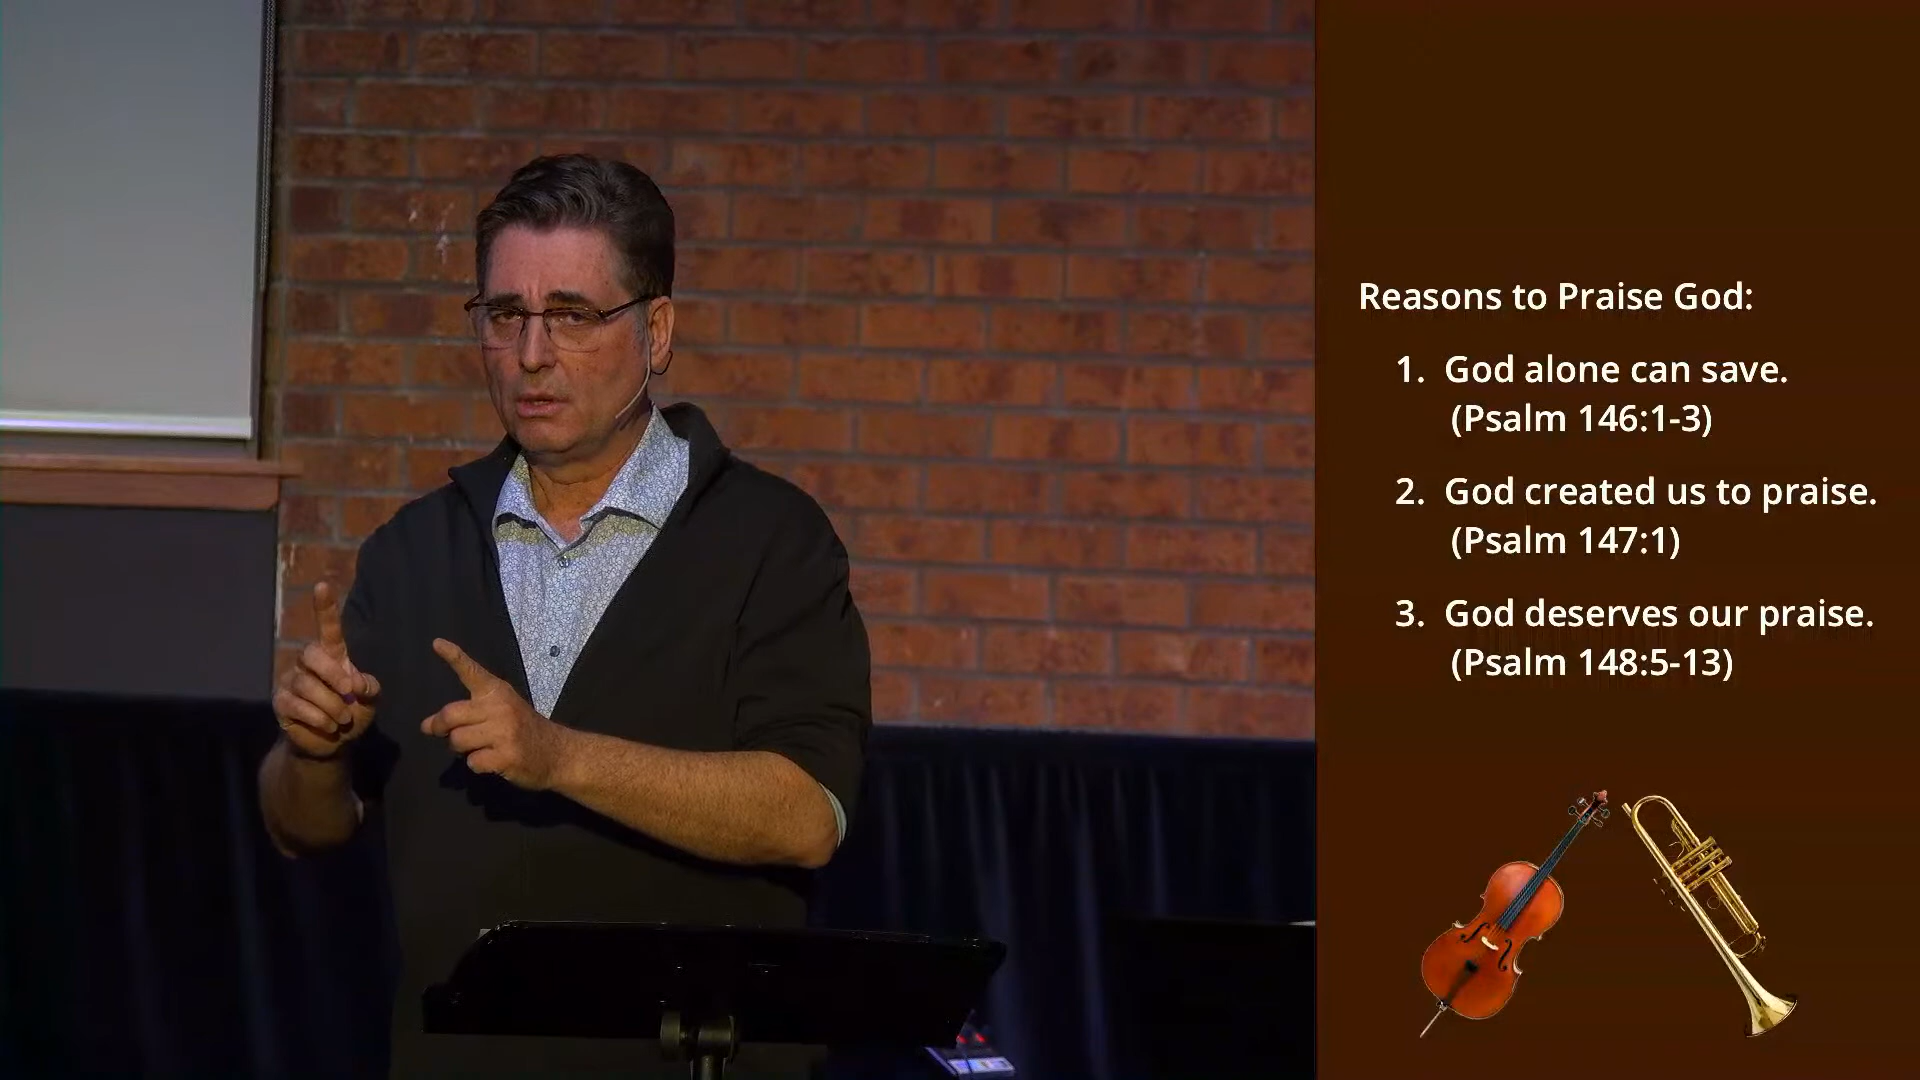 Reasons to Praise God:
1. God alone can save.
(Psalm 146:1-3)
2. God created us to praise.
(Psalm 147:1)
3. God deserves our praise.
(Psalm 148:5-13)